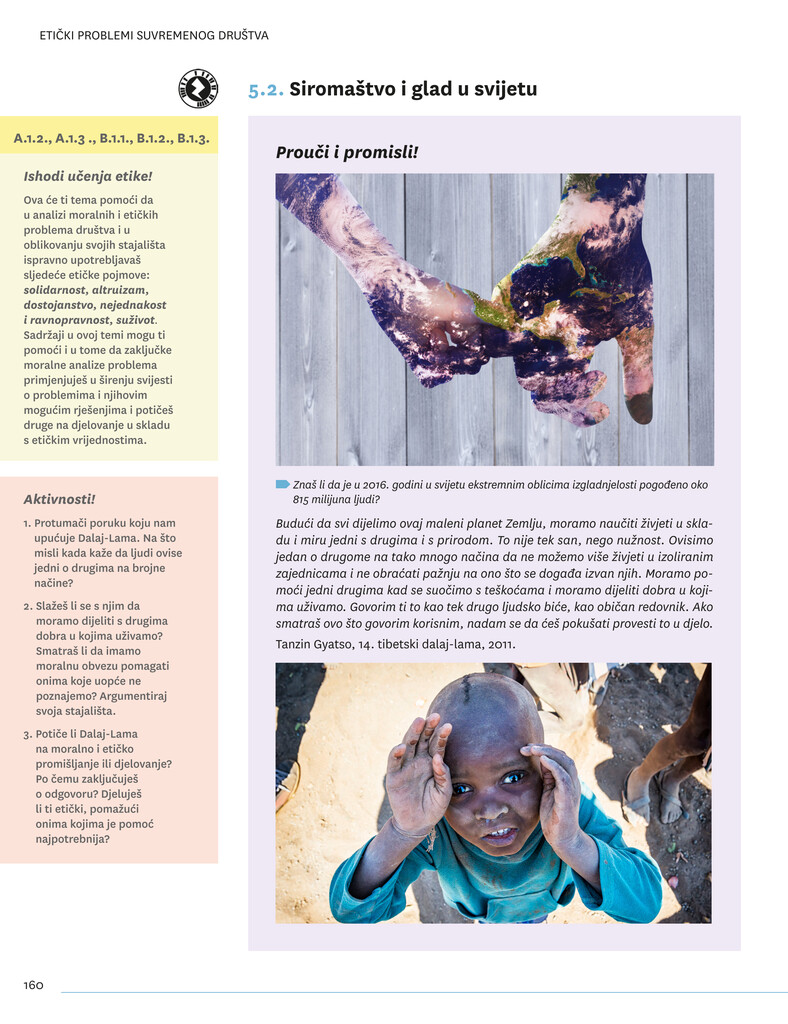 ETIČKI PROBLEMI SUVREMENOG DRUŠTVA
5.2. Siromaštvo i glad u svijetu
A.1.2., A.1.3 ., B.1.1., B.1.2., B.1.3.
Ishodi učenja etike!
Ova će ti tema pomoći da
u analizi moralnih i etičkih
problema društva i u
oblikovanju svojih stajališta
ispravno upotrebljavaš
sljedeće etičke pojmove:
solidarnost, altruizam,
dostojanstvo, nejednakost
i ravnopravnost, suživot.
Sadržaji u ovoj temi mogu ti
pomoći i u tome da zaključke
moralne analize problema
primjenjuješ u širenju svijesti
o problemima i njihovim
mogućim rješenjima i potičeš
druge na djelovanje u skladu
s etičkim vrijednostima.
Aktivnosti!
1. Protumači poruku koju nam
upućuje Dalaj-Lama. Na što
misli kada kaže da ljudi ovise
jedni o drugima na brojne
načine?
2. Slažeš li se s njim da
moramo dijeliti s drugima
dobra u kojima uživamo?
Smatraš li da imamo
moralnu obvezu pomagati
onima koje uopće ne
poznajemo? Argumentiraj
svoja stajališta.
3. Potiče li Dalaj-Lama
na moralno i etičko
promišljanje ili djelovanje?
Po čemu zaključuješ
o odgovoru? Djeluješ
li ti etički, pomažući
onima kojima je pomoć
najpotrebnija?
Prouči i promisli!
Znaš li da je u 2016. godini u svijetu ekstremnim oblicima izgladnjelosti pogođeno oko
815 milijuna ljudi?
Budući da svi dijelimo ovaj maleni planet Zemlju, moramo naučiti živjeti u skla-
du i miru jedni s drugima i s prirodom. To nije tek san, nego nužnost. Ovisimo
jedan o drugome na tako mnogo načina da ne možemo više živjeti u izoliranim
zajednicama i ne obraćati pažnju na ono što se događa izvan njih. Moramo po-
moći jedni drugima kad se suočimo s teškoćama i moramo dijeliti dobra u koji-
ma uživamo. Govorim ti to kao tek drugo ljudsko biće, kao običan redovnik. Ako
smatraš ovo što govorim korisnim, nadam se da ćeš pokušati provesti to u djelo.
Tanzin Gyatso, 14. tibetski dalaj-lama, 2011.
160